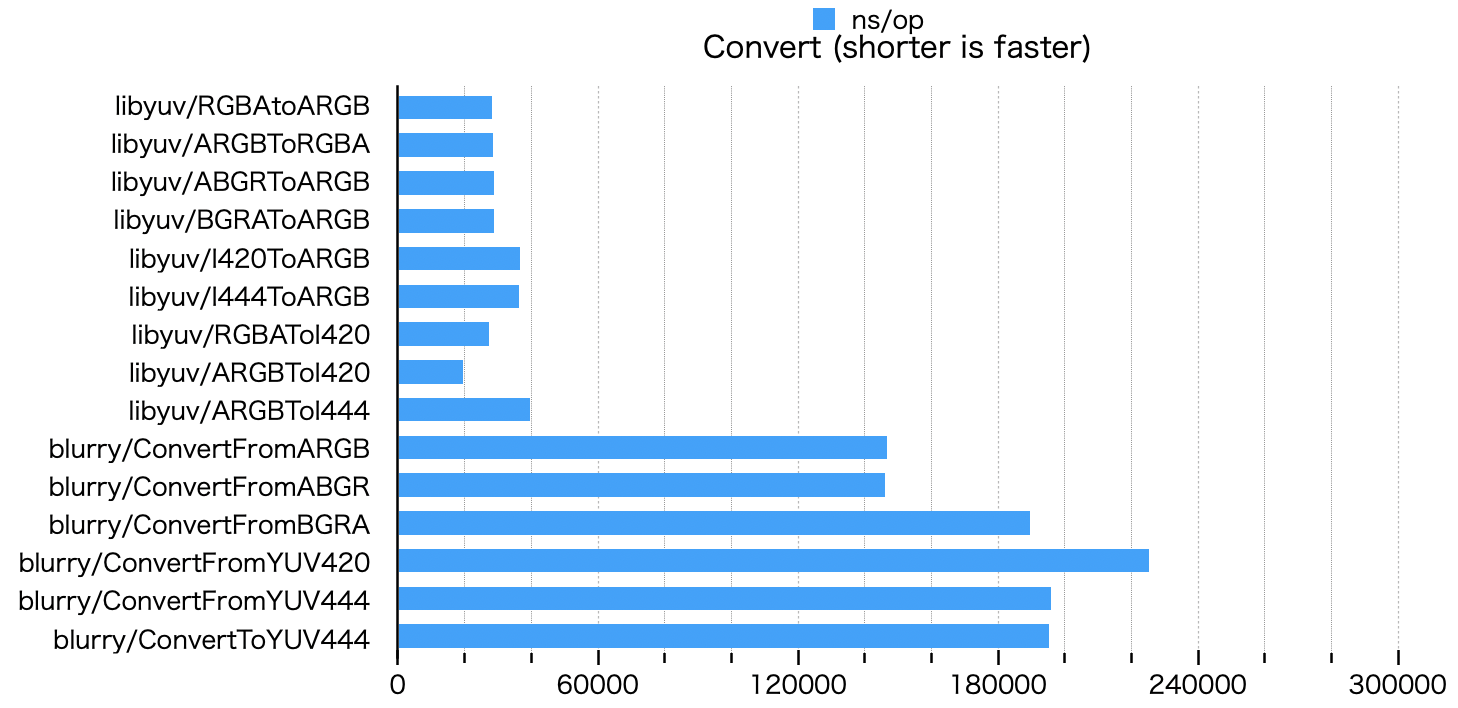 ns/op
Convert (shorter is faster)
libyuv/RGBAtoARGB
libyuv/ARGBToRGBA
libyuv/ABGRToARGB
libyuv/BGRAToARGB
libyuv/I420ToARGB
libyuv/I444ToARGB
libyuv/RGBAToI420
libyuv/ARGBToI420
libyuv/ARGBToI444
blurry/ConvertFromARGB
blurry/ConvertFromABGR
blurry/ConvertFromBGRA
blurry/ConvertFromYUV420
blurry/ConvertFromYUV444
blurry/ConvertToYUV444
0 60000 120000 180000 240000 300000